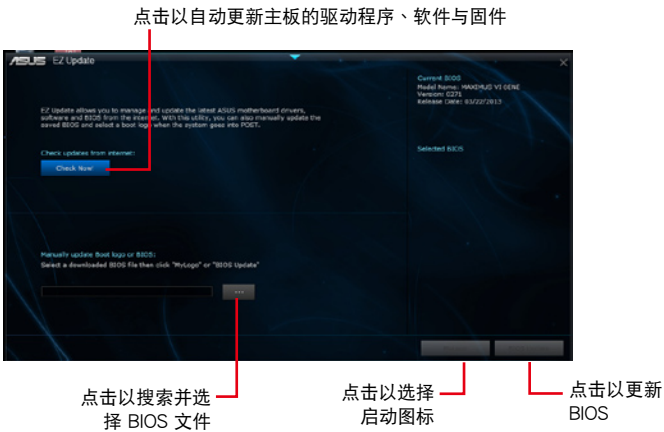 点击以自动更新主板的驱动程序、软件与固件
ASUS EZ Update
Current BIOS
Model Name: MAXIMUS VI GENE
Version: 0271
Release Date: 03/22/2013
EZ Update allows you to manage and update the latest ASUS motherboard drivers,
software and BIOS from the internet. With this utility, you can also manually update the
saved BIOS and select a boot logo when the system goes into POST.
Check updates from internet:
Selected BIOS
Check Now!
Manually update Boot logo or BIOS:
Select a downloaded BIOS file then click "MyLogo" or "BIOS Update"
...
点击以搜索并选
择 BIOS 文件
点击以选择
启动图标
点击以更新
BIOS